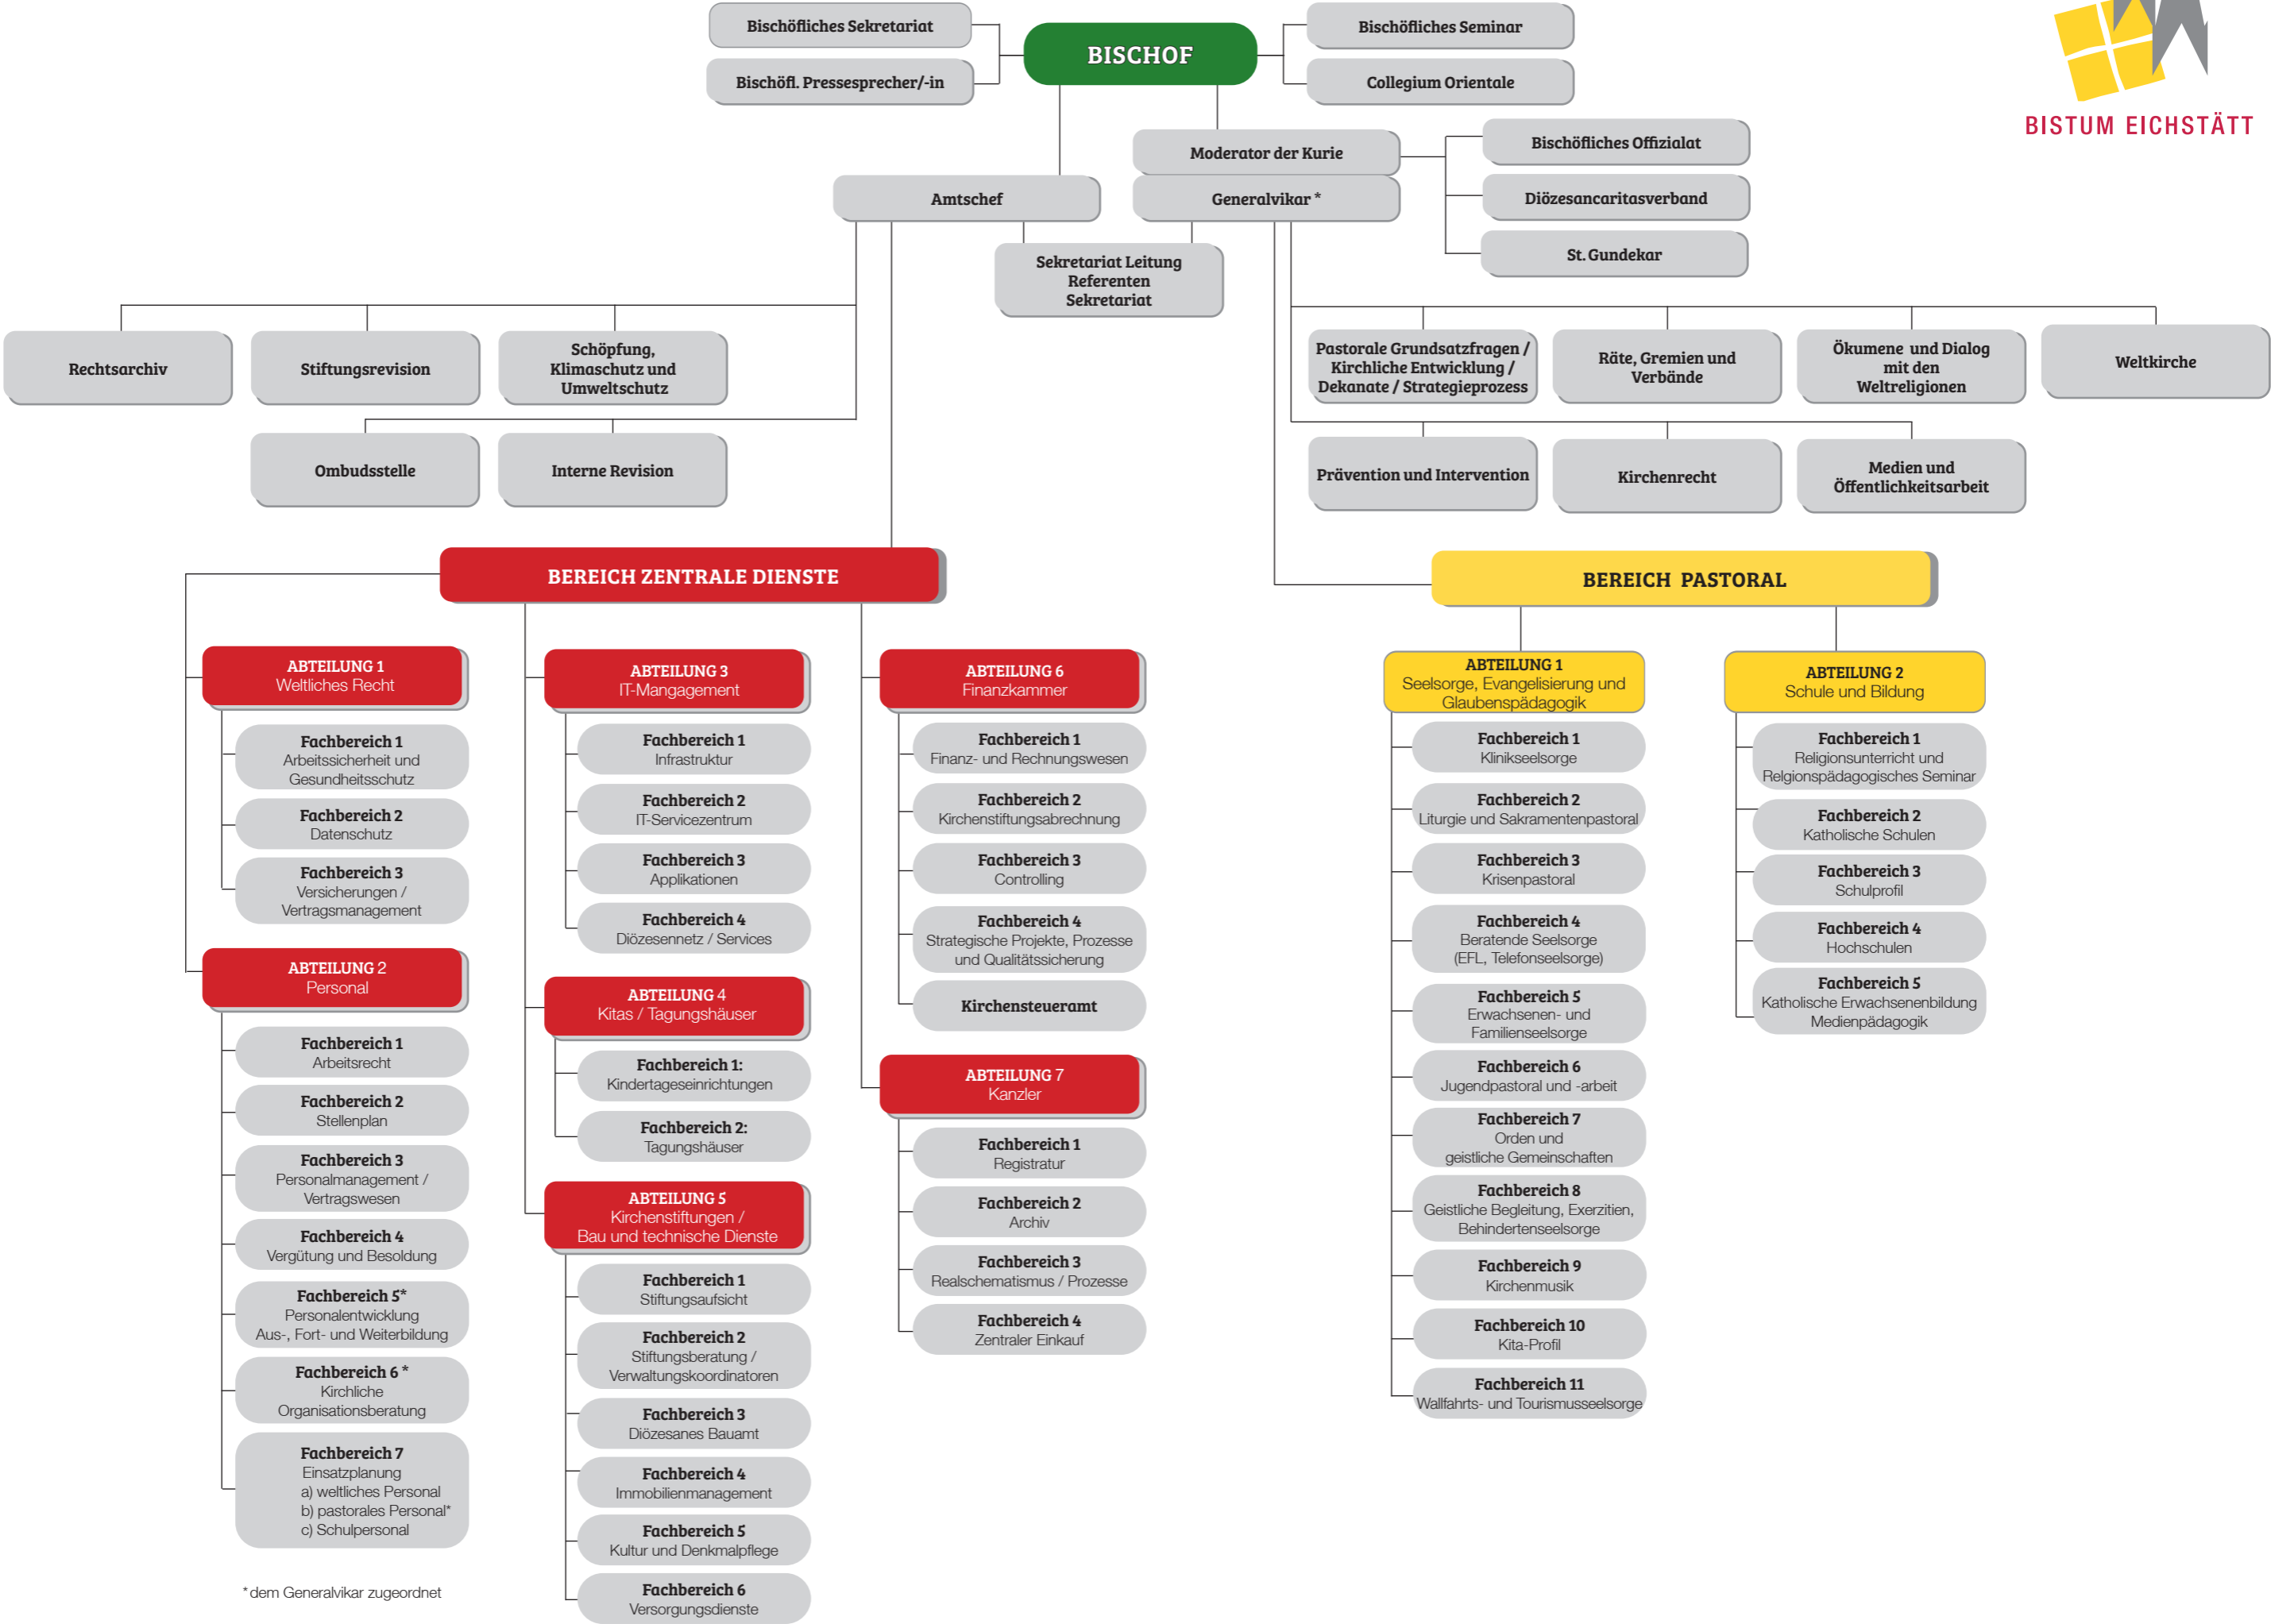 Bischöfliches Sekretariat
Bischöfl. Pressesprecher/-in
BISCHOF
Bischöfliches Seminar
Collegium Orientale
BISTUM EICHSTÄTT
Moderator der Kurie
Generalvikar *
Amtschef
Bischöfliches Offizialat
Diözesancaritasverband
St. Gundekar
Sekretariat Leitung
Referenten
Sekretariat
Rechtsarchiv
Stiftungsrevision
Schöpfung,
Klimaschutz und
Umweltschutz
Ombudsstelle
Interne Revision
Pastorale Grundsatzfragen /
Kirchliche Entwicklung /
Dekanate / Strategieprozess
Räte, Gremien und
Verbände
Ökumene und Dialog
mit den
Weltreligionen
Weltkirche
Prävention und Intervention
Kirchenrecht
Medien und
Öffentlichkeitsarbeit
BEREICH ZENTRALE DIENSTE
ABTEILUNG 1
Weltliches Recht
Fachbereich 1
Arbeitssicherheit und
Gesundheitsschutz
Fachbereich 2
Datenschutz
Fachbereich 3
Versicherungen /
Vertragsmanagement
ABTEILUNG 2
Personal
Fachbereich 1
Arbeitsrecht
Fachbereich 2
Stellenplan
Fachbereich 3
Personalmanagement /
Vertragswesen
Fachbereich 4
Vergütung und Besoldung
Fachbereich 5*
Personalentwicklung
Aus-, Fort- und Weiterbildung
Fachbereich 6 *
Kirchliche
Organisationsberatung
Fachbereich 7
Einsatzplanung
a) weltliches Personal
b) pastorales Personal*
c) Schulpersonal
* dem Generalvikar zugeordnet
ABTEILUNG 3
IT-Mangagement
Fachbereich 1
Infrastruktur
Fachbereich 2
IT-Servicezentrum
Fachbereich 3
Applikationen
Fachbereich 4
Diözesennetz / Services
ABTEILUNG 4
Kitas / Tagungshäuser
Fachbereich 1:
Kindertageseinrichtungen
Fachbereich 2:
Tagungshäuser
ABTEILUNG 5
Kirchenstiftungen /
Bau und technische Dienste
Fachbereich 1
Stiftungsaufsicht
Fachbereich 2
Stiftungsberatung /
Verwaltungskoordinatoren
Fachbereich 3
Diözesanes Bauamt
Fachbereich 4
Immobilienmanagement
Fachbereich 5
Kultur und Denkmalpflege
Fachbereich 6
Versorgungsdienste
ABTEILUNG 6
Finanzkammer
Fachbereich 1
Finanz- und Rechnungswesen
Fachbereich 2
Kirchenstiftungsabrechnung
Fachbereich 3
Controlling
Fachbereich 4
Strategische Projekte, Prozesse
und Qualitätssicherung
Kirchensteueramt
ABTEILUNG 7
Kanzler
Fachbereich 1
Registratur
Fachbereich 2
Archiv
Fachbereich 3
Realschematismus / Prozesse
Fachbereich 4
Zentraler Einkauf
BEREICH PASTORAL
ABTEILUNG 1
Seelsorge, Evangelisierung und
Glaubenspädagogik
Fachbereich 1
Klinikseelsorge
Fachbereich 2
Liturgie und Sakramentenpastoral
Fachbereich 3
Krisenpastoral
Fachbereich 4
Beratende Seelsorge
(EFL, Telefonseelsorge)
Fachbereich 5
Erwachsenen- und
Familienseelsorge
Fachbereich 6
Jugendpastoral und -arbeit
Fachbereich 7
Orden und
geistliche Gemeinschaften
Fachbereich 8
Geistliche Begleitung, Exerzitien,
Behindertenseelsorge
Fachbereich 9
Kirchenmusik
Fachbereich 10
Kita-Profil
Fachbereich 11
Wallfahrts- und Tourismusseelsorge
ABTEILUNG 2
Schule und Bildung
Fachbereich 1
Religionsunterricht und
Relgionspädagogisches Seminar
Fachbereich 2
Katholische Schulen
Fachbereich 3
Schulprofil
Fachbereich 4
Hochschulen
Fachbereich 5
Katholische Erwachsenenbildung
Medienpädagogik